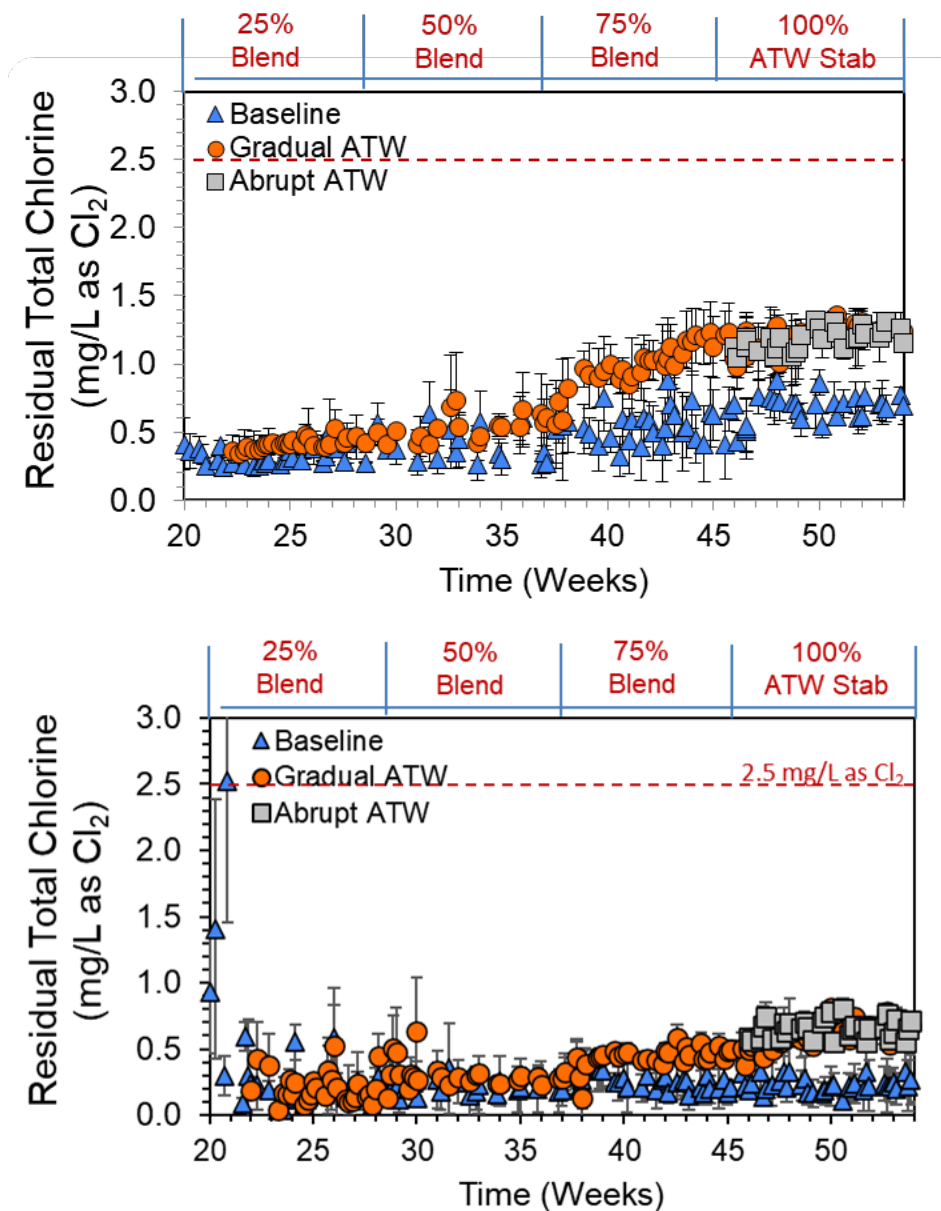 25% Blend
50% Blend
75% Blend
100% ATW Stab
3.0
2.5
2.0
1.5
1.0
0.5
0.0
Baseline
Gradual ATW
Abrupt ATW
Residual Total Chlorine
(mg/L as Cl₂)
20 25 30 35 40 45 50
Time (Weeks)
25% Blend
50% Blend
75% Blend
100% ATW Stab
3.0
2.5
2.0
1.5
1.0
0.5
0.0
Baseline
Gradual ATW
Abrupt ATW
2.5 mg/L as Cl₂
Residual Total Chlorine
(mg/L as Cl₂)
20 25 30 35 40 45 50
Time (Weeks)